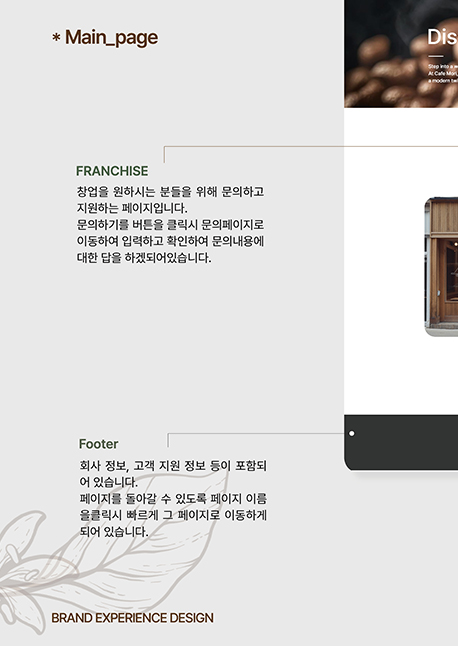 * Main_page
Dis
Step into a w
At Cafe Mori,
a modern twi
FRANCHISE
창업을 원하시는 분들을 위해 문의하고
지원하는 페이지입니다.
문의하기를 버튼을 클릭시 문의페이지로
이동하여 입력하고 확인하여 문의내용에
대한 답을 하겠되어있습니다.
Footer
회사 정보, 고객 지원 정보 등이 포함되
어 있습니다.
페이지를 돌아갈 수 있도록 페이지 이름
을클릭시 빠르게 그 페이지로 이동하게
되어 있습니다.
BRAND EXPERIENCE DESIGN